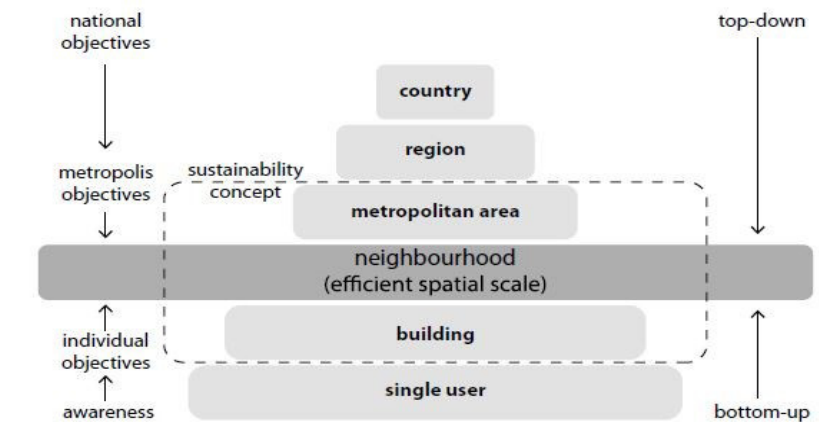 national
objectives
top-down
country
region
metropolis
objectives
sustainability
concept
metropolitan area
neighbourhood
(efficient spatial scale)
building
individual
objectives
single user
awareness
bottom-up